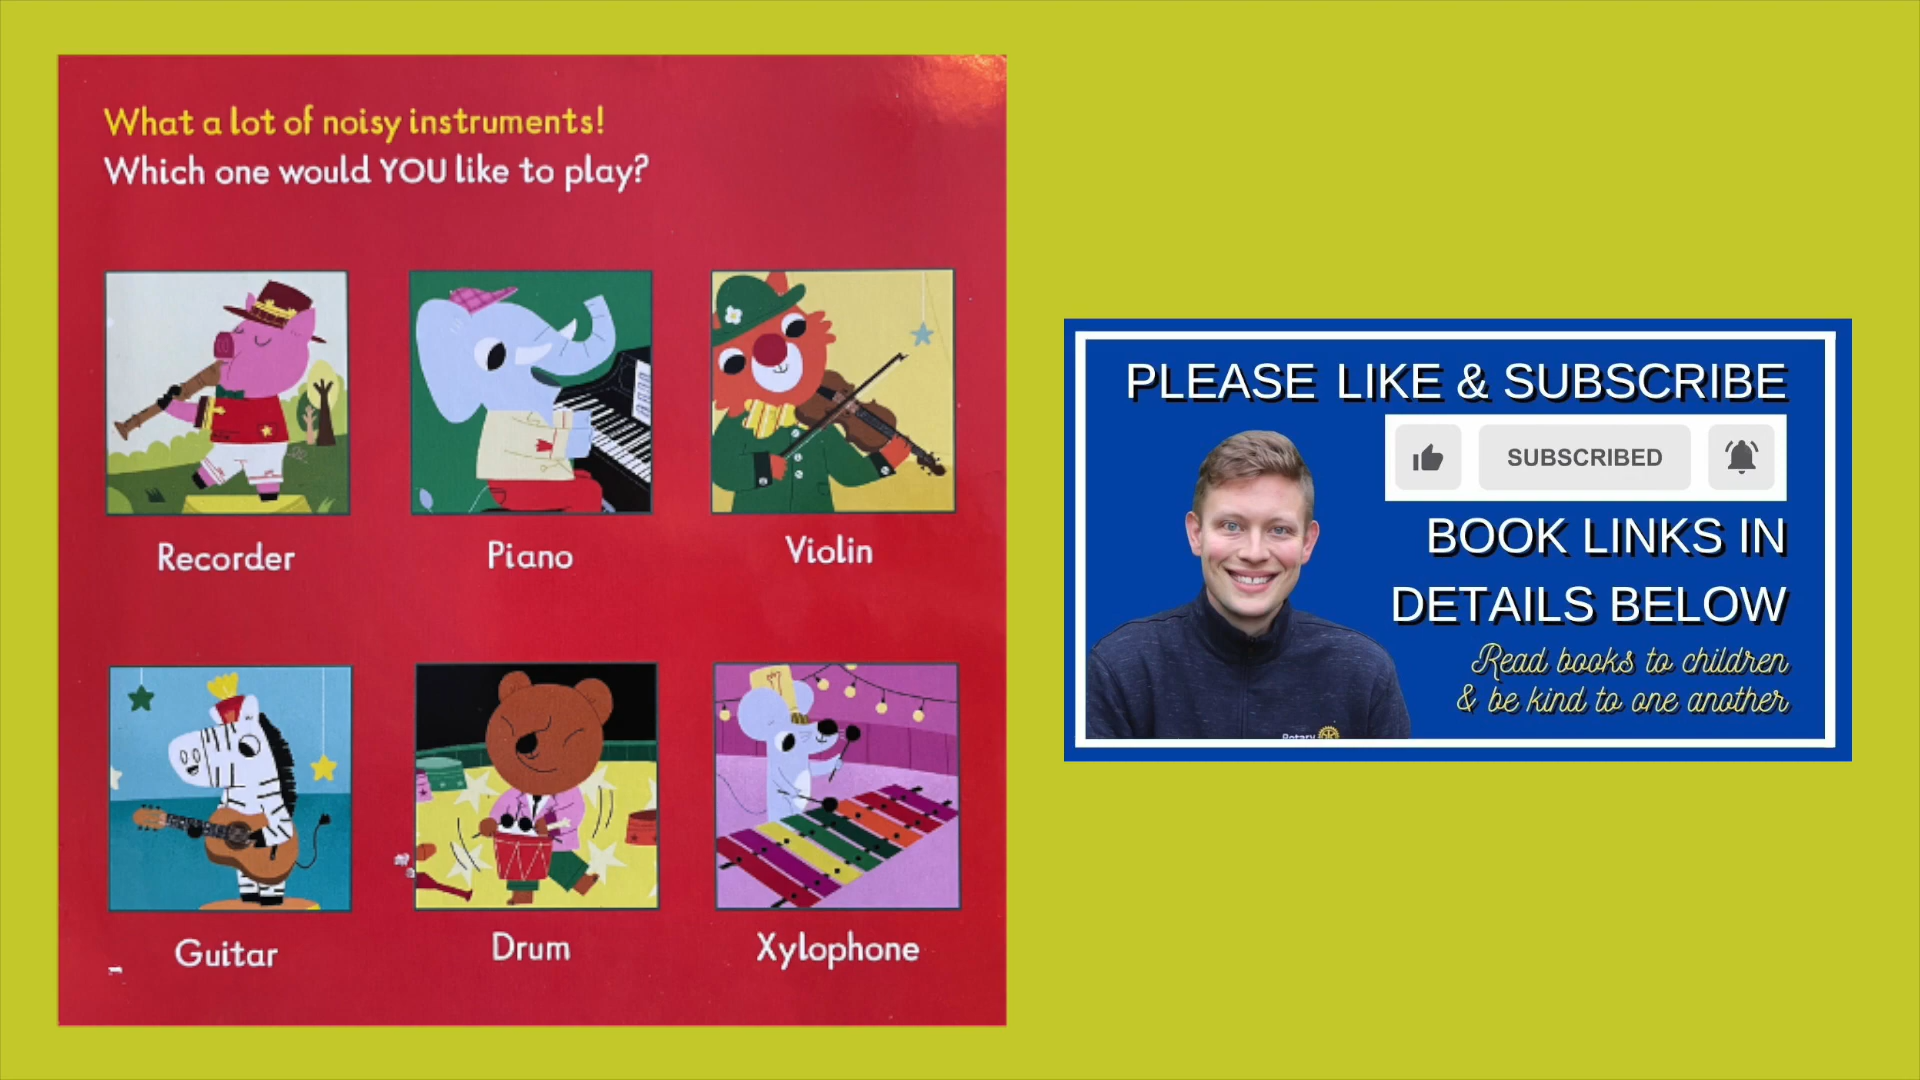 What a lot of noisy instruments!
Which one would YOU like to play?
Recorder
Piano
Violin
Guitar
Drum
Xylophone
PLEASE LIKE & SUBSCRIBE
SUBSCRIBED
BOOK LINKS IN
DETAILS BELOW
Read books to children
& be kind to one another
Rotary